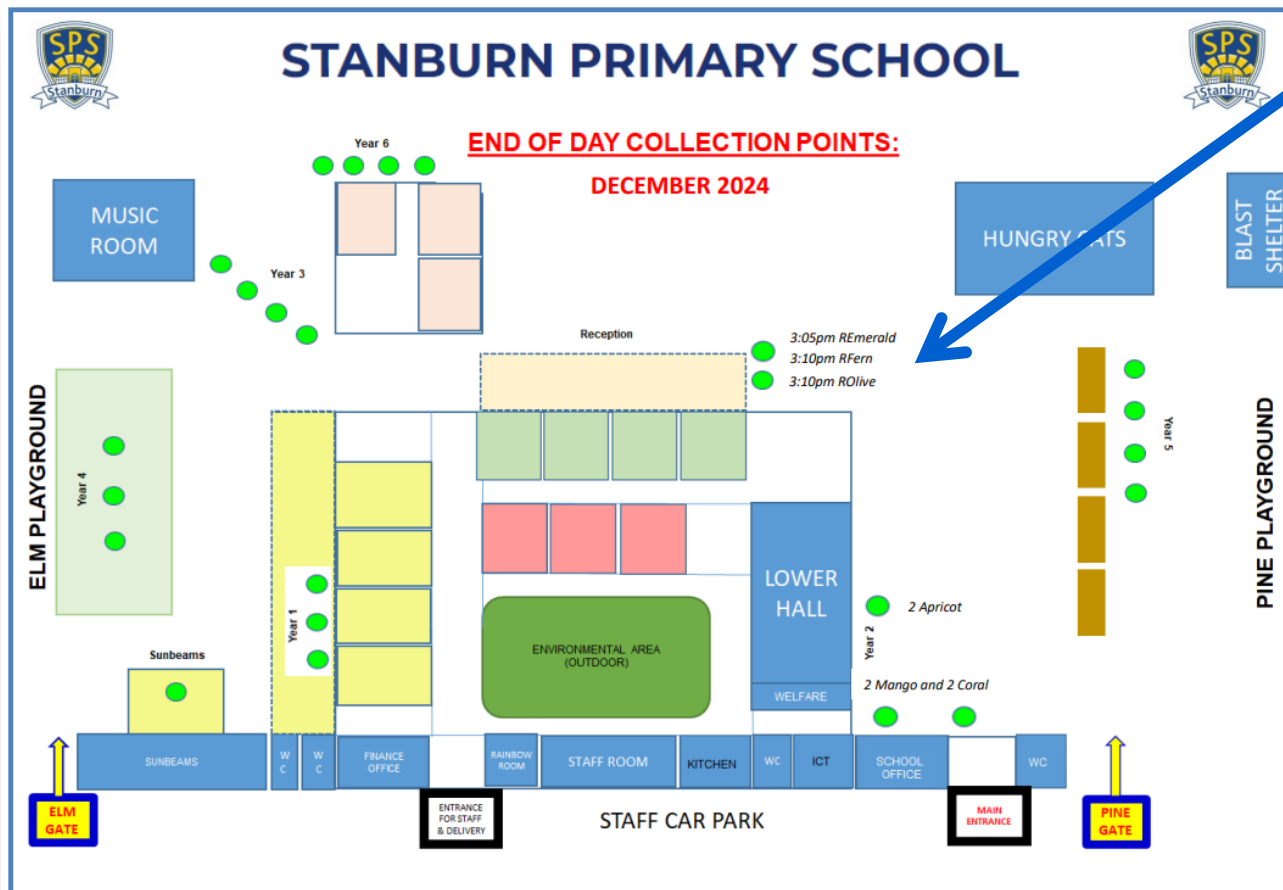 SPS
Stanburn
STANBURN PRIMARY SCHOOL
SPS
Stanburn
END OF DAY COLLECTION POINTS:
DECEMBER 2024
Year 6
MUSIC
ROOM
HUNGRY CATS
BLAST
SHELTER
Year 3
Reception
3:05pm REmerald
3:10pm RFern
3:10pm ROlive
ELM PLAYGROUND
Year 4
Year 5
PINE PLAYGROUND
Year 1
LOWER
HALL
2 Apricot
Year 2
ENVIRONMENTAL AREA
(OUTDOOR)
Sunbeams
2 Mango and 2 Coral
WELFARE
SUNBEAMS
W
C
W
C
FINANCE
OFFICE
RAINBOW
ROOM
STAFF ROOM
KITCHEN
WC
ICT
SCHOOL
OFFICE
WC
ELM
GATE
ENTRANCE
FOR STAFF
& DELIVERY
STAFF CAR PARK
MAIN
ENTRANCE
PINE
GATE